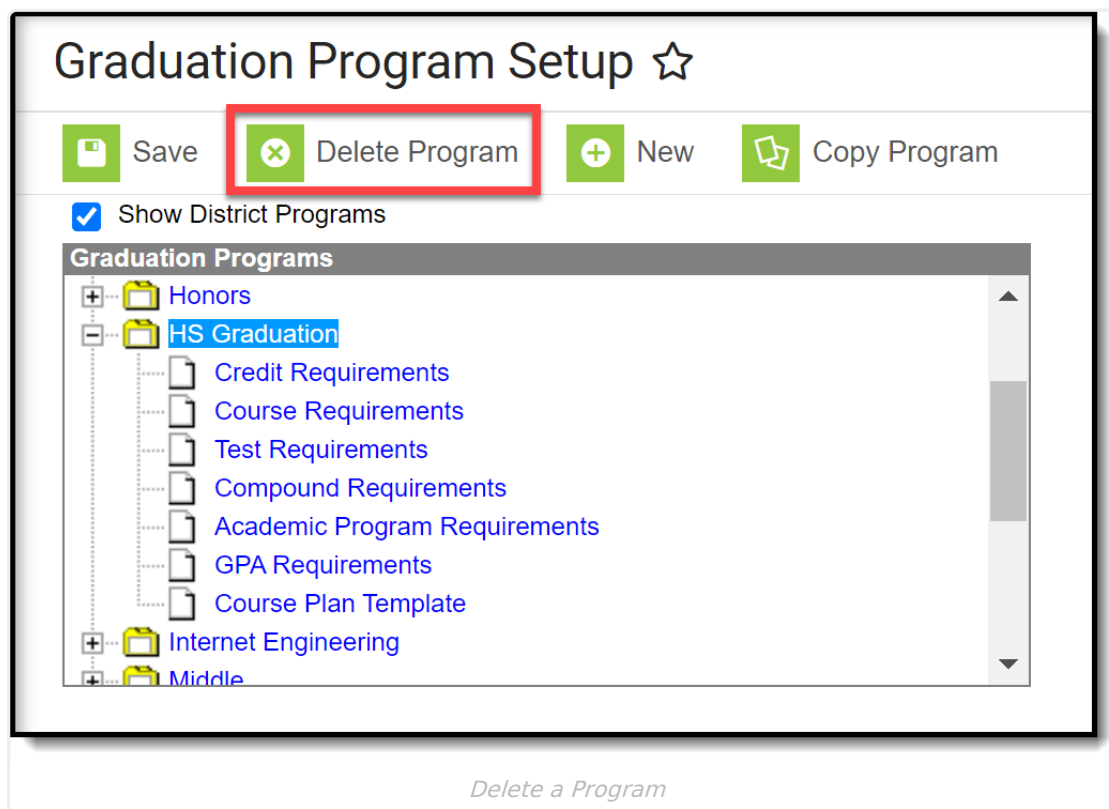 Graduation Program Setup
Save Delete Program New Copy Program
Show District Programs
Graduation Programs
Honors
HS Graduation
Credit Requirements
Course Requirements
Test Requirements
Compound Requirements
Academic Program Requirements
GPA Requirements
Course Plan Template
Internet Engineering
Middle
Delete a Program